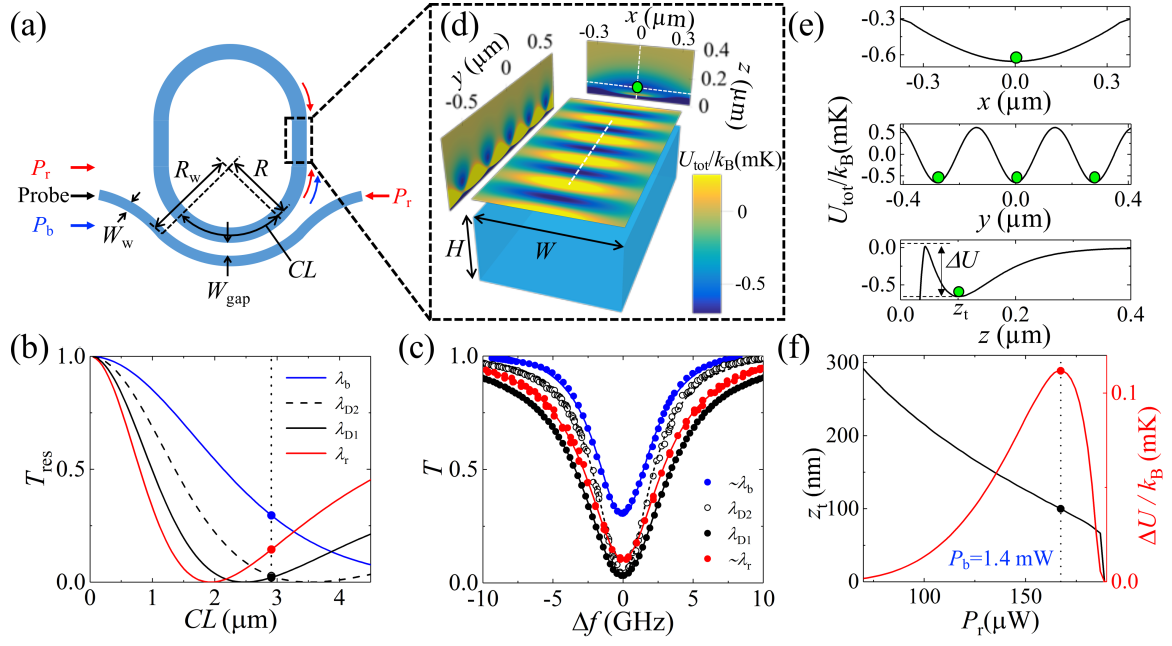 (a)
P_r
Probe
P_b
W_w
R_w
R
CL
W_gap
P_r
(d)
x (μm)
-0.3
0
0.3
y (μm)
0.5
0
-0.5
0.4
0.2
0
z (μm)
H
W
U_tot/k_B(mK)
0
-0.5
(e)
-0.3
-0.6
-0.3
0.0
0.3
x (μm)
U_tot/k_B(mK)
0.5
0.0
-0.5
-0.4
-0.2
0.0
0.2
0.4
y (μm)
0.0
-0.5
ΔU
z_t
0.0
0.2
0.4
z (μm)
(b)
T_res
1.0
0.5
0.0
0
1
2
3
4
CL (μm)
λ_b
λ_D2
λ_D1
λ_r
(c)
T
1.0
0.5
0.0
-10
-5
0
5
10
Δf (GHz)
~λ_b
λ_D2
λ_D1
~λ_r
(f)
z_t (nm)
300
200
100
0
100
150
P_r(μW)
P_b=1.4 mW
0.1
0.0
ΔU / k_B (mK)